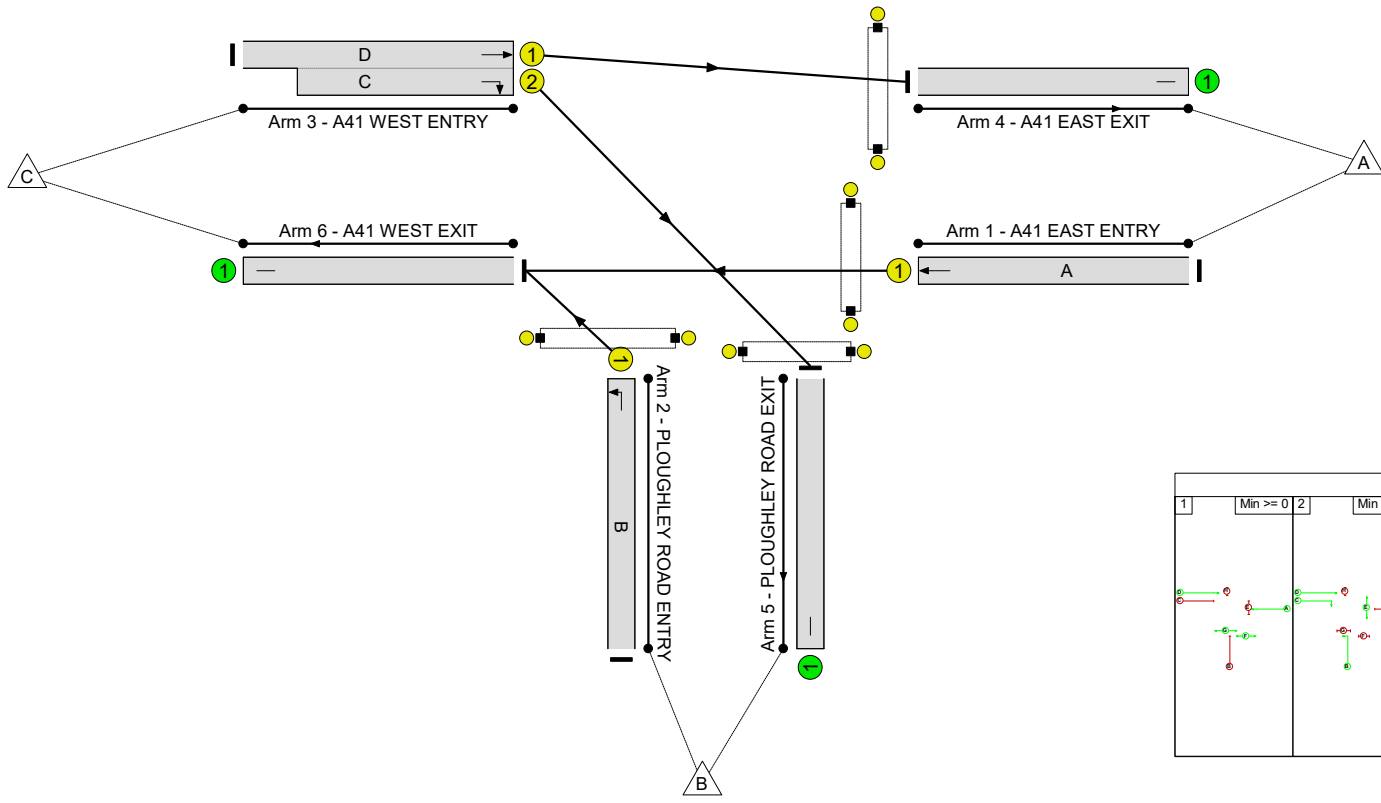 D
1
C
2
1
Arm 3 - A41 WEST ENTRY
Arm 4 - A41 EAST EXIT
C
A
Arm 6 - A41 WEST EXIT
Arm 1 - A41 EAST ENTRY
1
1
A
1
Arm 2 - PLOUGHLEY ROAD ENTRY
Arm 5 - PLOUGHLEY ROAD EXIT
B
1
B
1
Min >= 0
2
Min
D
C
A
D
C